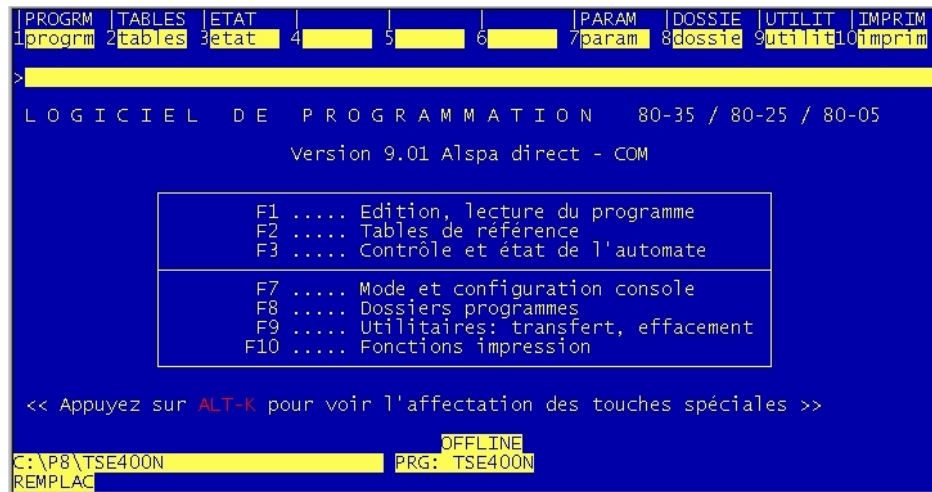 |PROGRM |TABLES |ETAT | | | |PARAM |DOSSIE |UTILIT |IMPRIM
1progrm 2tables 3etat 4 5 6 7param 8dossie 9utilit10imprim
>
L O G I C I E L D E P R O G R A M M A T I O N 80-35 / 80-25 / 80-05
Version 9.01 Alspa direct - COM
F1 ..... Edition, lecture du programme
F2 ..... Tables de référence
F3 ..... Contrôle et état de l'automate
F7 ..... Mode et configuration console
F8 ..... Dossiers programmes
F9 ..... Utilitaires: transfert, effacement
F10 ..... Fonctions impression
<< Appuyez sur ALT-K pour voir l'affectation des touches spéciales >>
OFFLINE
C:\P8\TSE400N PRG: TSE400N
REMPLAC